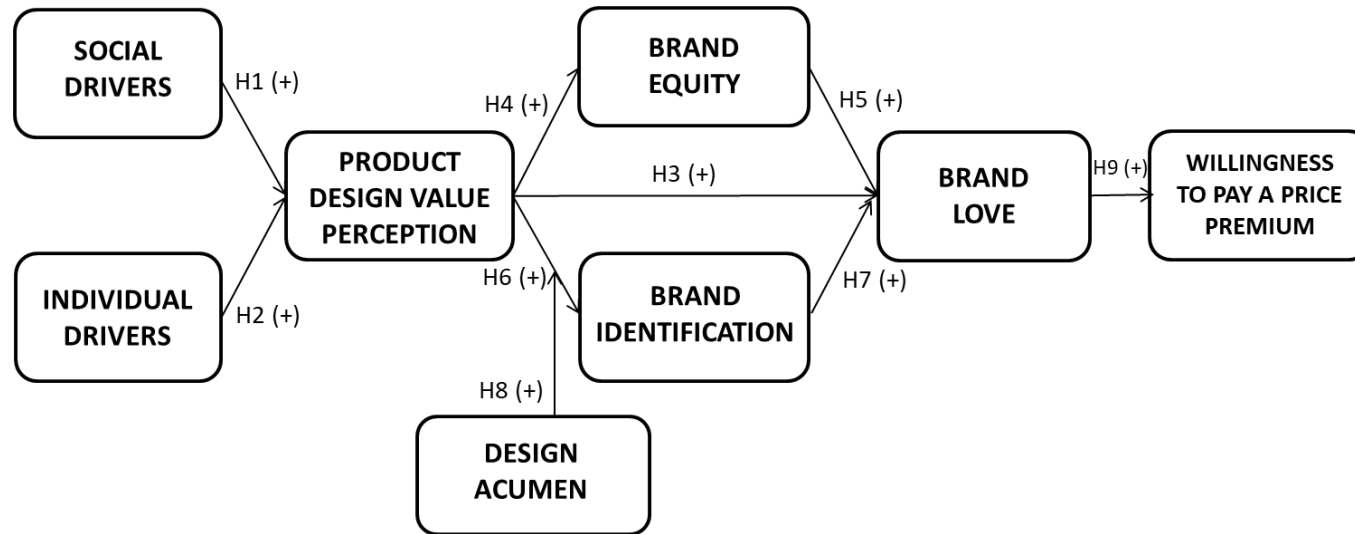 SOCIAL
DRIVERS
H1 (+)
INDIVIDUAL
DRIVERS
H2 (+)
PRODUCT
DESIGN VALUE
PERCEPTION
H4 (+)
BRAND
EQUITY
H5 (+)
H3 (+)
H6 (+)
BRAND
IDENTIFICATION
H7 (+)
H8 (+)
DESIGN
ACUMEN
BRAND
LOVE
H9 (+)
WILLINGNESS
TO PAY A PRICE
PREMIUM